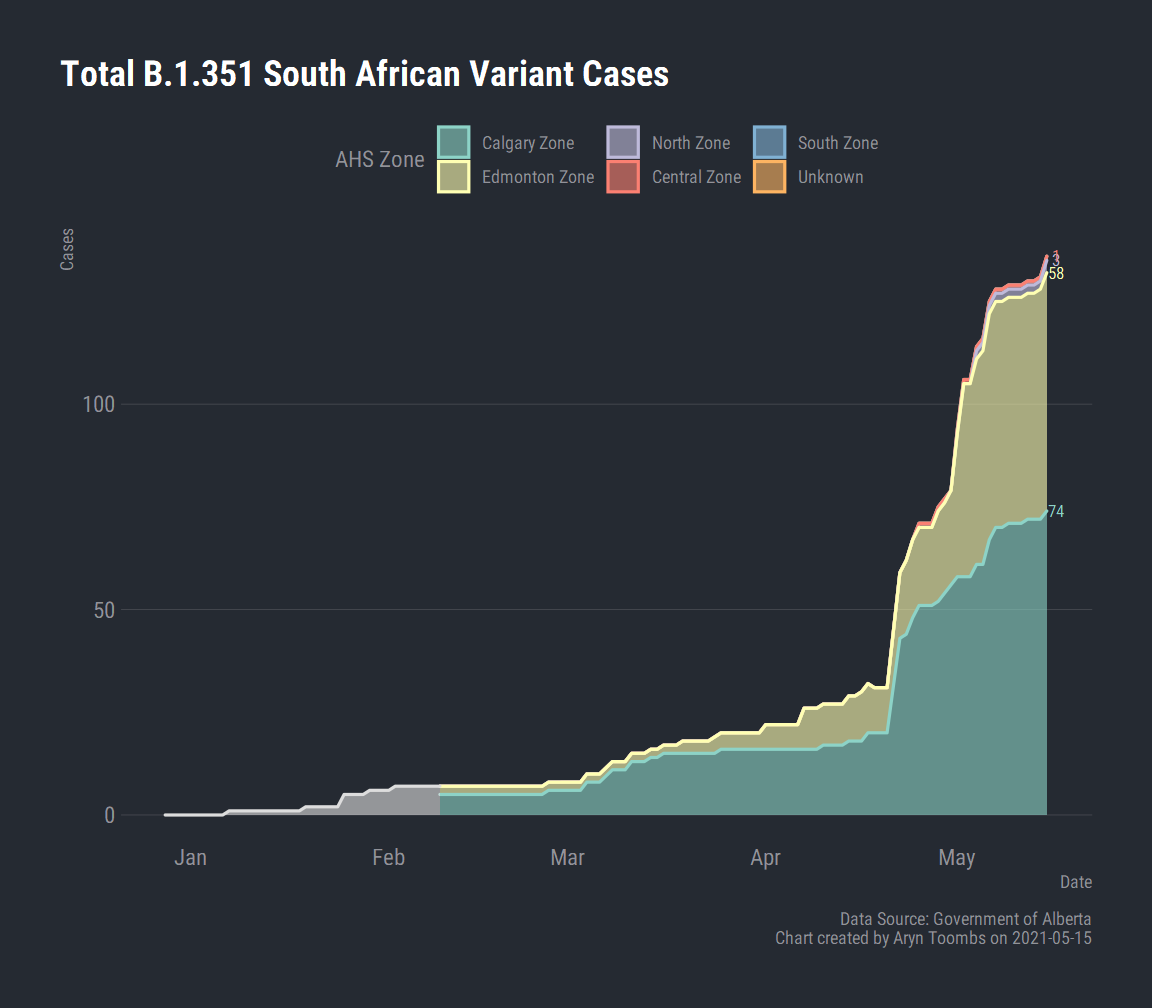 Total B.1.351 South African Variant Cases
AHS Zone
Calgary Zone
North Zone
South Zone
Edmonton Zone
Central Zone
Unknown
Cases
3
58
100
74
50
0
Jan
Feb
Mar
Apr
May
Date
Data Source: Government of Alberta
Chart created by Aryn Toombs on 2021-05-15